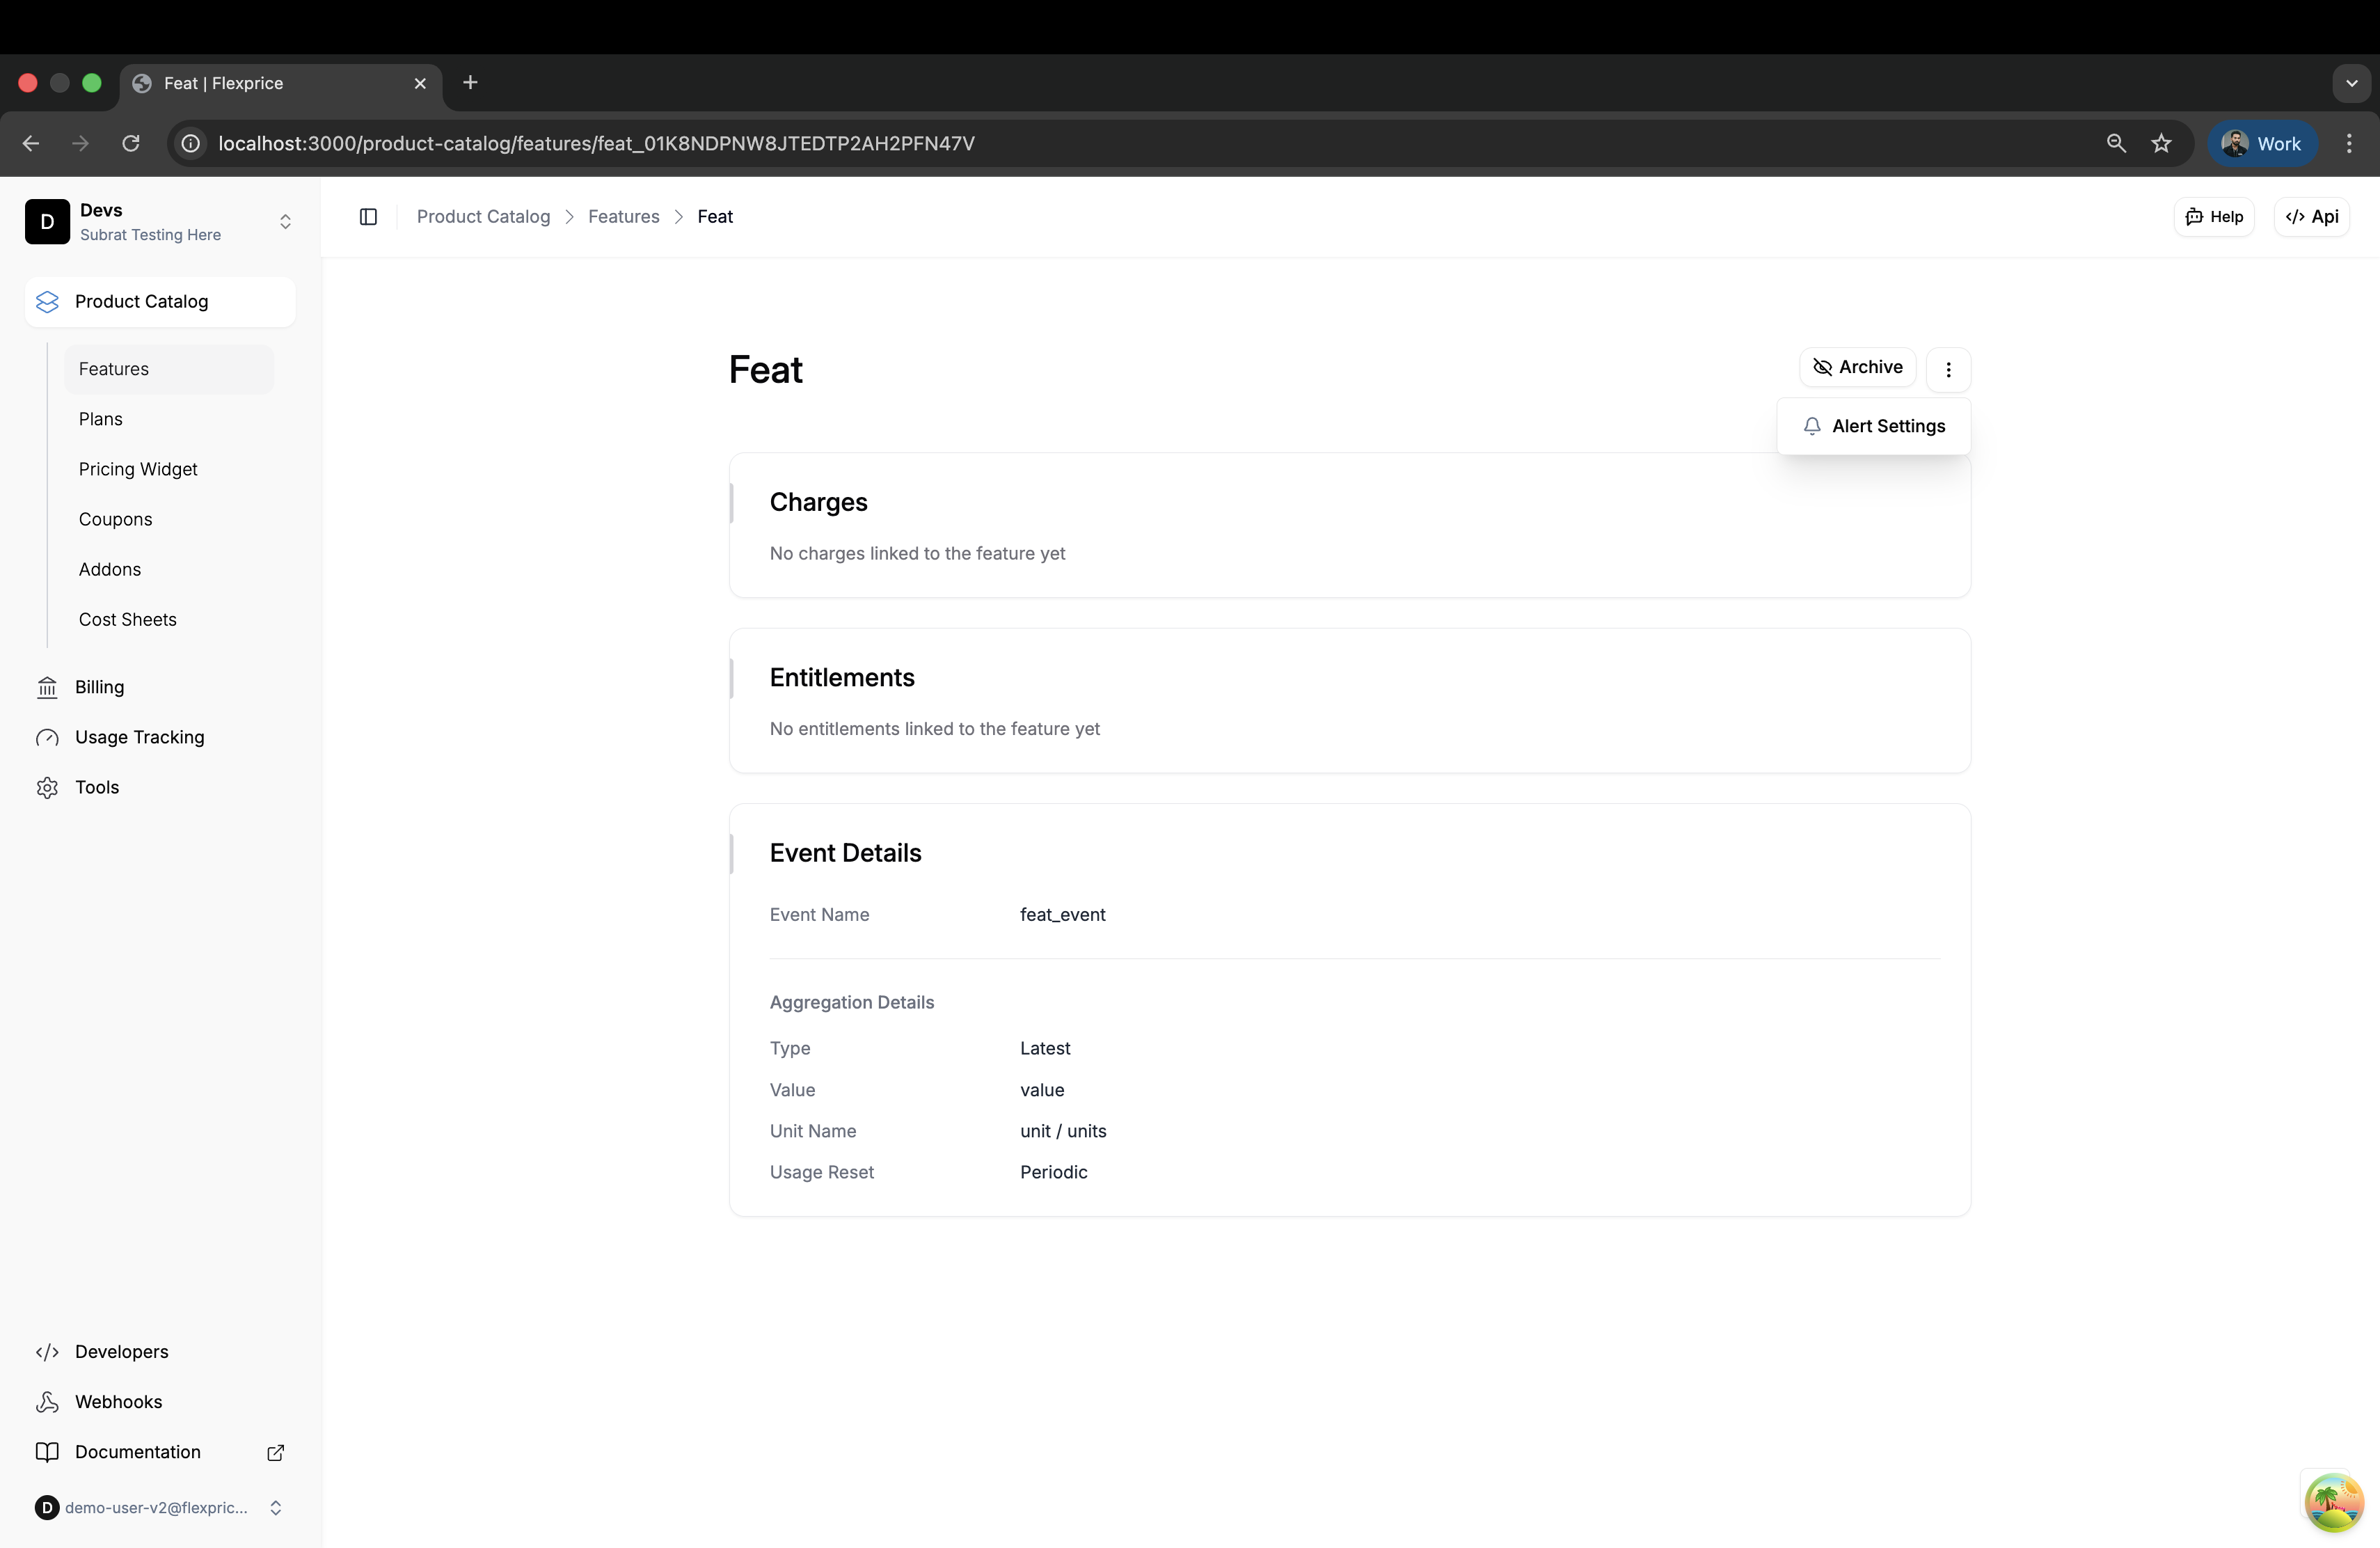 Feat | Flexprice
localhost:3000/product-catalog/features/feat_01K8NDPNW8JTEDTP2AH2PFN47V
Work
D
Devs
Subrat Testing Here
Product Catalog
Features
Feat
Help
Api
Product Catalog
Features
Plans
Pricing Widget
Coupons
Addons
Cost Sheets
Billing
Usage Tracking
Tools
Developers
Webhooks
Documentation
D
demo-user-v2@flexpric...
Feat
Archive
Alert Settings
Charges
No charges linked to the feature yet
Entitlements
No entitlements linked to the feature yet
Event Details
Event Name feat_event
Aggregation Details
Type Latest
Value value
Unit Name unit / units
Usage Reset Periodic